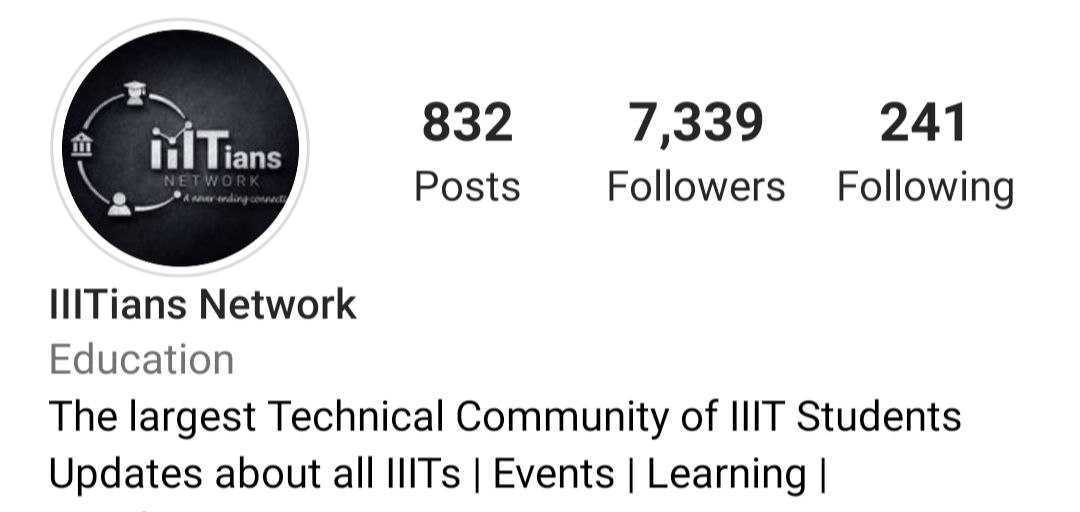 IIITians
NETWORK
A never ending connecti
832 7,339 241
Posts Followers Following
IIITians Network
Education
The largest Technical Community of IIIT Students
Updates about all IIITs | Events | Learning |